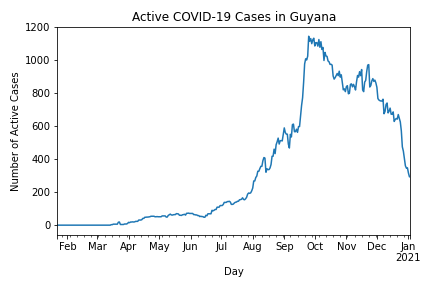 Active COVID-19 Cases in Guyana
Number of Active Cases
1200
1000
800
600
400
200
0
Feb Mar Apr May Jun Jul Aug Sep Oct Nov Dec Jan
2021
Day